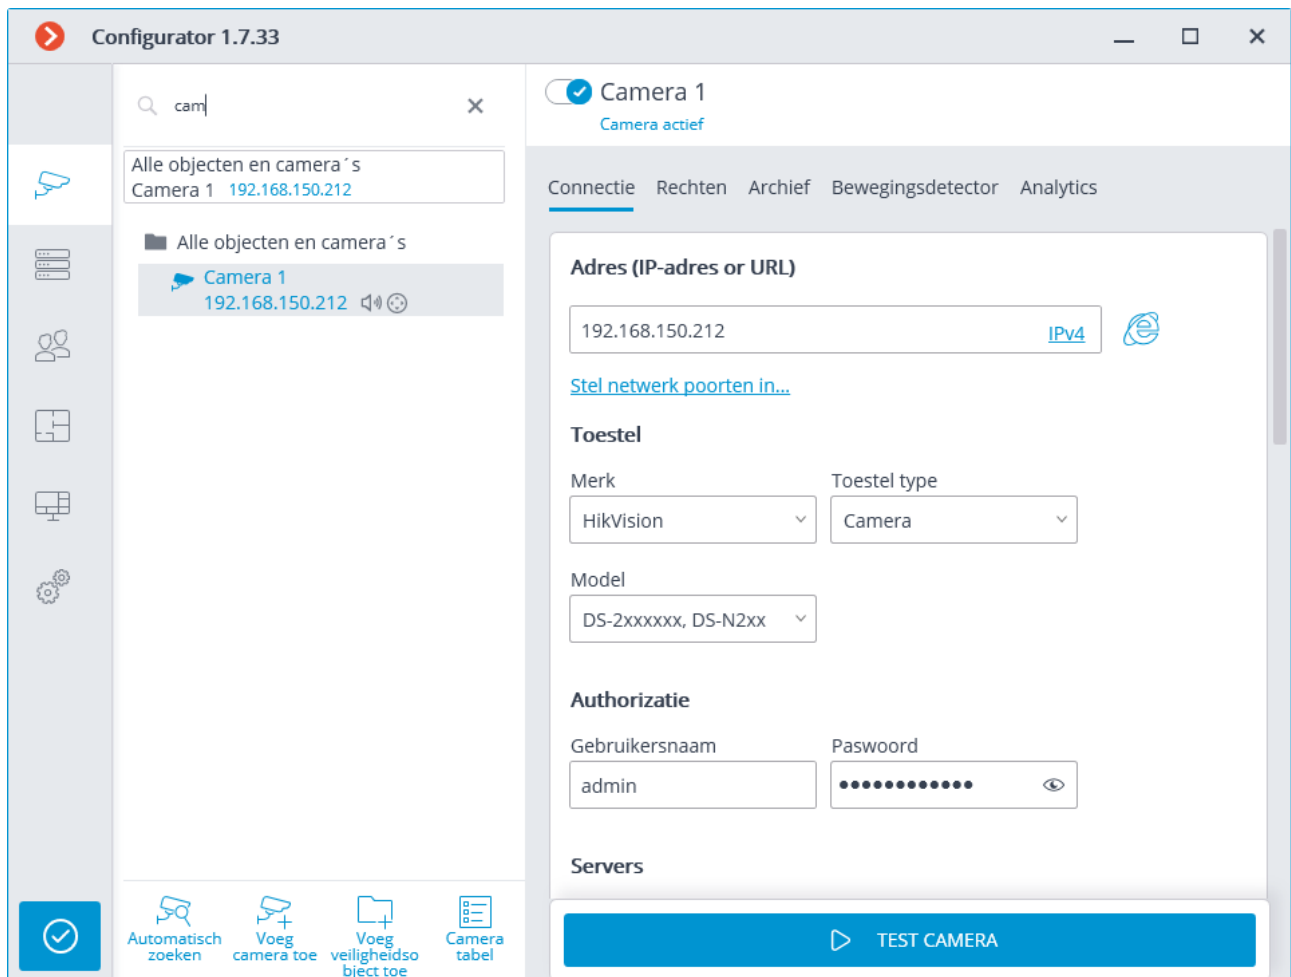 Configurator 1.7.33
cam
Alle objecten en camera´s
Camera 1 192.168.150.212
Alle objecten en camera´s
Camera 1
192.168.150.212
Automatisch
zoeken
Voeg
camera toe
Voeg
veiligheidso
bject toe
Camera
tabel
Camera 1
Camera actief
Connectie Rechten Archief Bewegingsdetector Analytics
Adres (IP-adres or URL)
192.168.150.212 IPv4
Stel netwerk poorten in...
Toestel
Merk Toestel type
HikVision Camera
Model
DS-2xxxxxx, DS-N2xx
Authorizatie
Gebruikersnaam Paswoord
admin ••••••••••••
Servers
TEST CAMERA